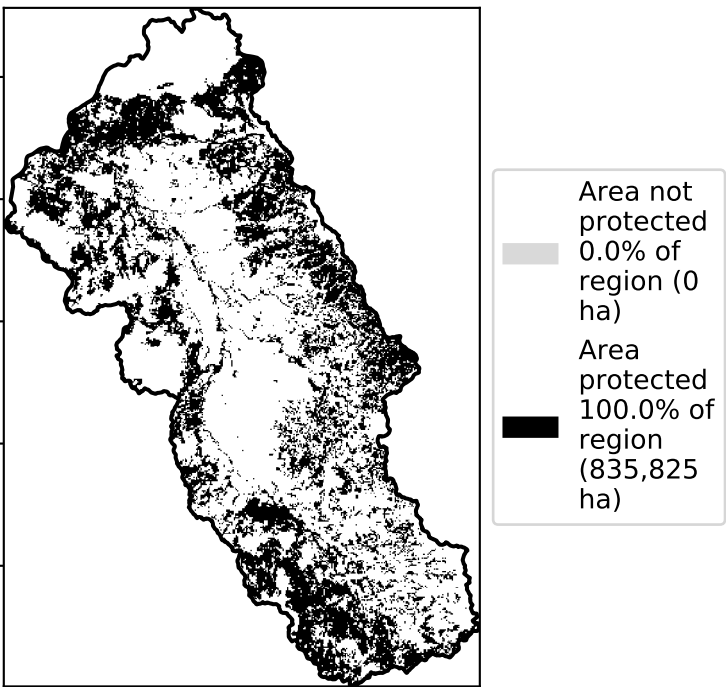 Area not
protected
0.0% of
region (0
ha)
Area
protected
100.0% of
region
(835,825
ha)